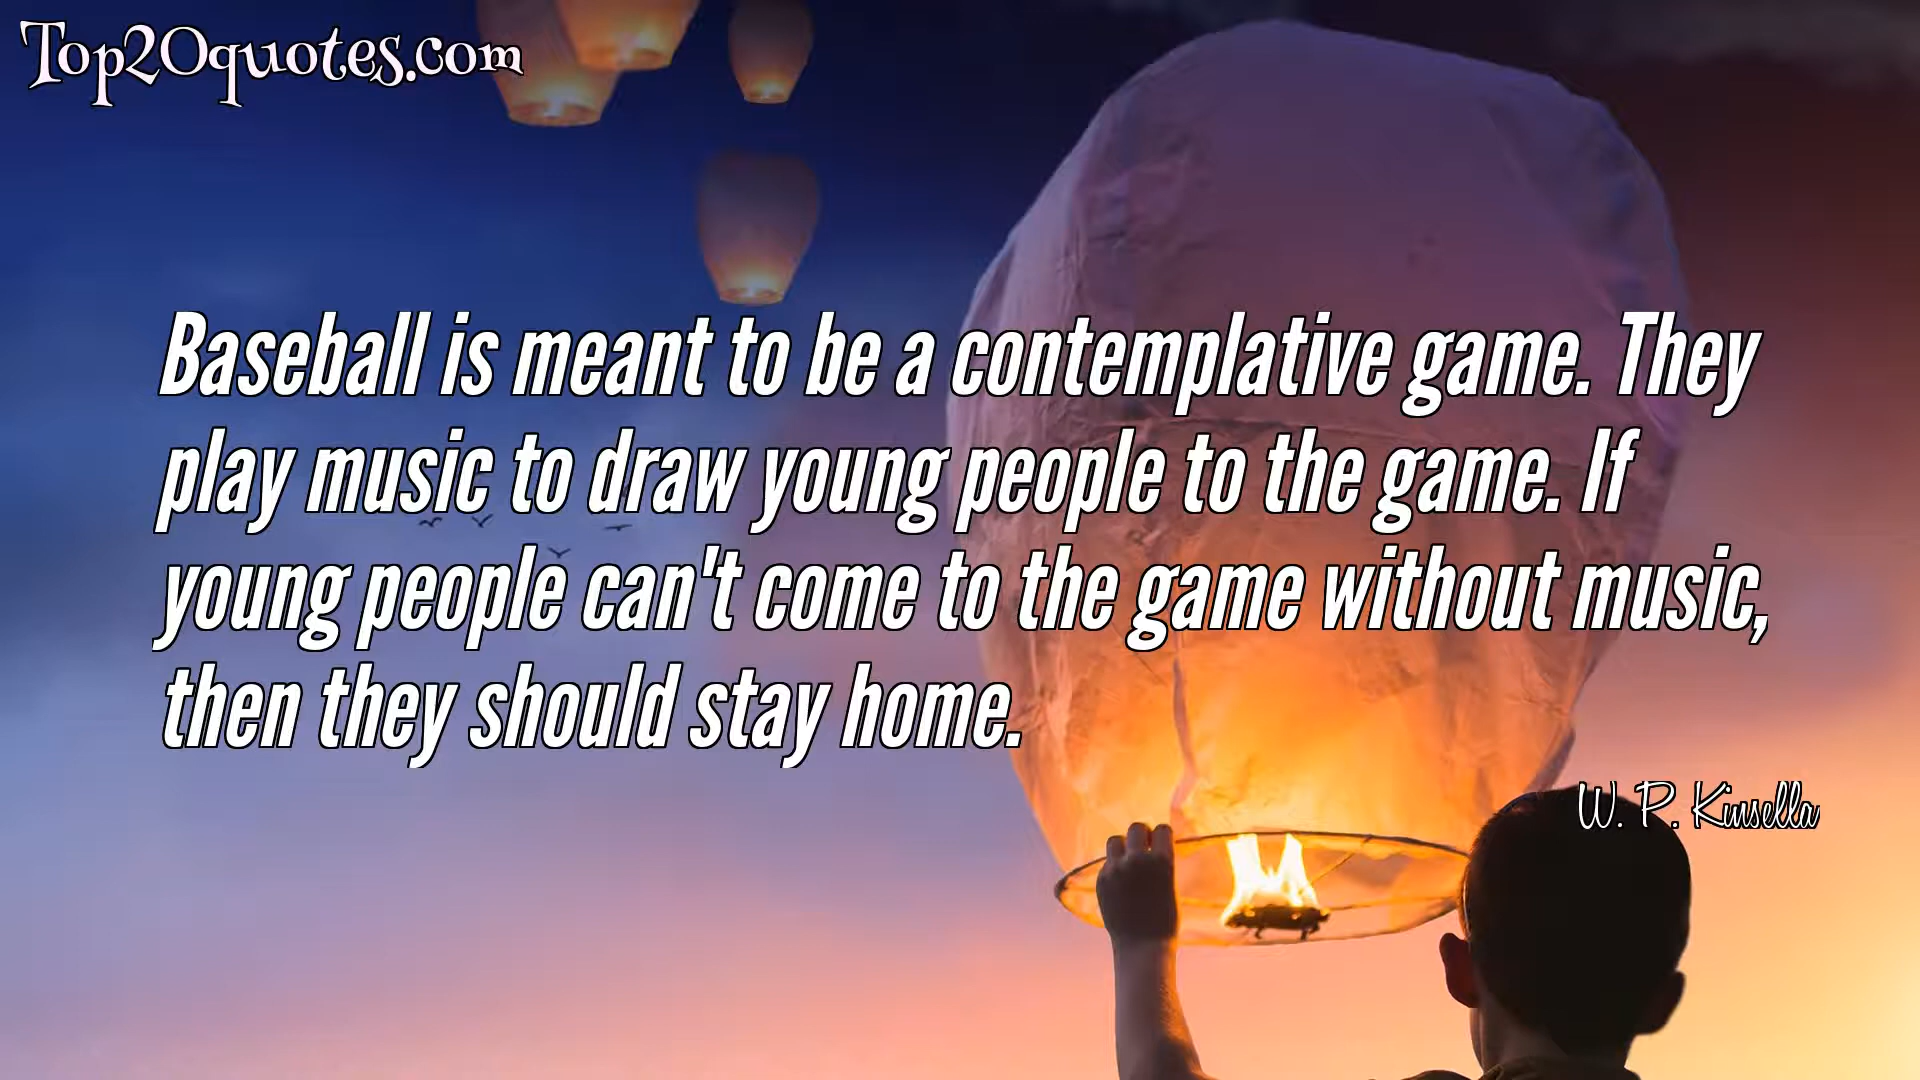 Top20quotes.com
Baseball is meant to be a contemplative game. They
play music to draw young people to the game. If
young people can't come to the game without music,
then they should stay home.
W. P. Kinsella